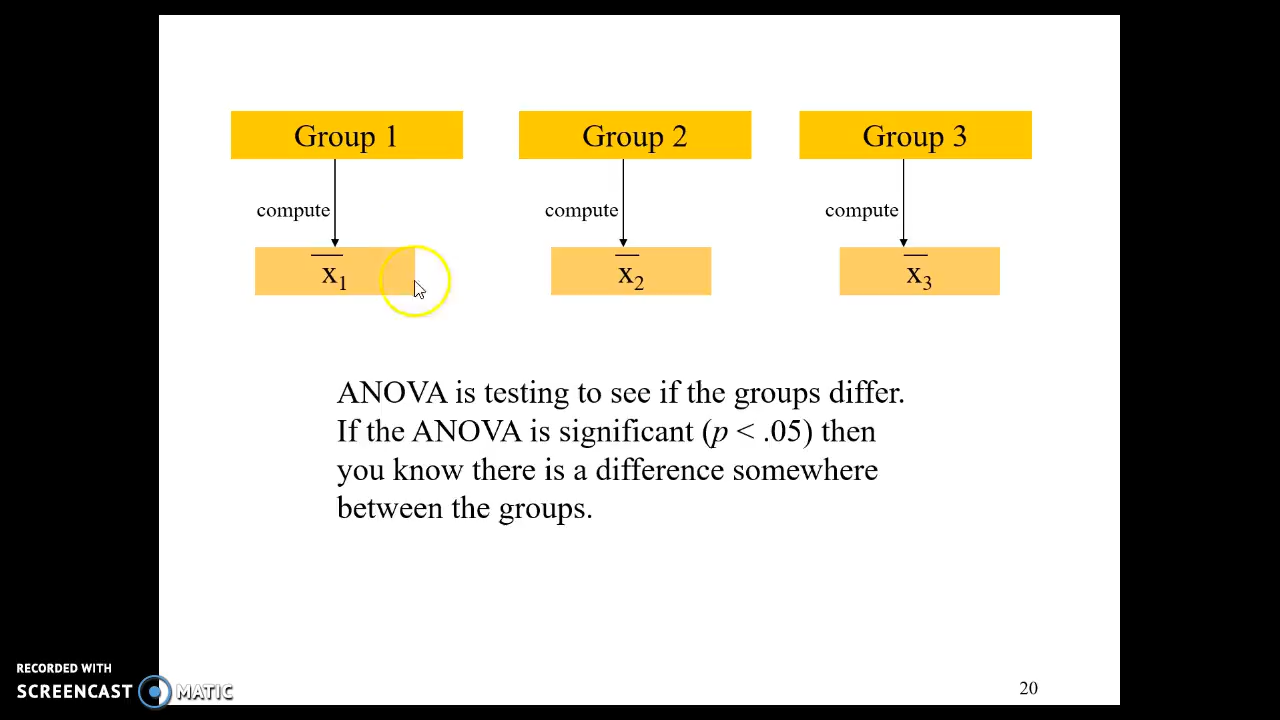 Group 1 Group 2 Group 3
compute compute compute
x̄₁ x̄₂ x̄₃
ANOVA is testing to see if the groups differ.
If the ANOVA is significant (p < .05) then
you know there is a difference somewhere
between the groups.
RECORDED WITH
SCREENCAST MATIC
20